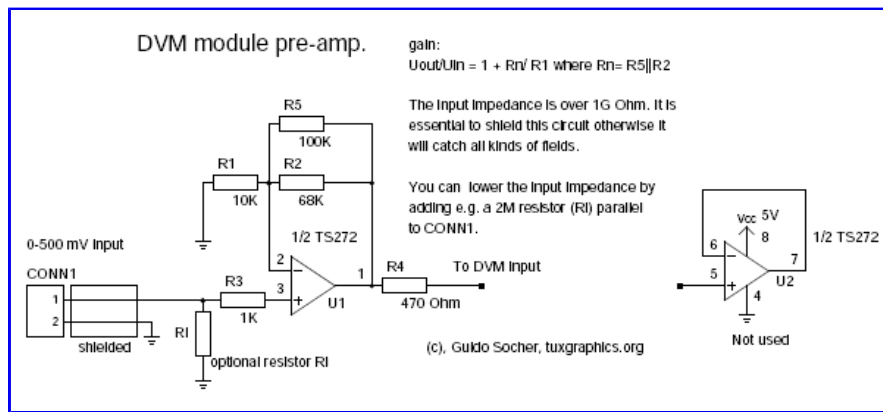 DVM module pre-amp.
gain:
Uout/Uin = 1 + Rn/ R1 where Rn= R5||R2
The Input Impedance is over 1G Ohm. It is
essential to shield this circuit otherwise it
will catch all kinds of fields.
You can lower the Input Impedance by
adding e.g. a 2M resistor (RI) parallel
to CONN1.
R5
100K
R1
10K
R2
68K
1/2 TS272
2
3
1
U1
R4
470 Ohm
To DVM Input
0-500 mV Input
CONN1
1
2
shielded
R3
1K
RI
optional resistor RI
Vcc 5V
8
6
5
7
4
U2
1/2 TS272
Not used
(c), Guido Socher, tuxgraphics.org